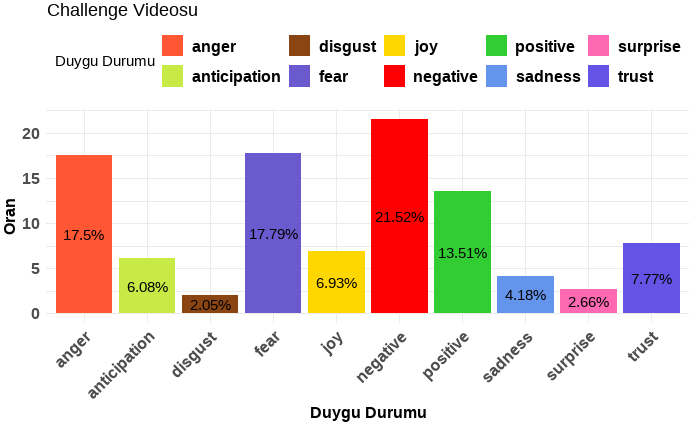 Challenge Videosu
Duygu Durumu
anger
disgust
joy
positive
surprise
anticipation
fear
negative
sadness
trust
Oran
20
15
10
5
0
17.5%
6.08%
2.05%
17.79%
6.93%
21.52%
13.51%
4.18%
2.66%
7.77%
anger
anticipation
disgust
fear
joy
negative
positive
sadness
surprise
trust
Duygu Durumu